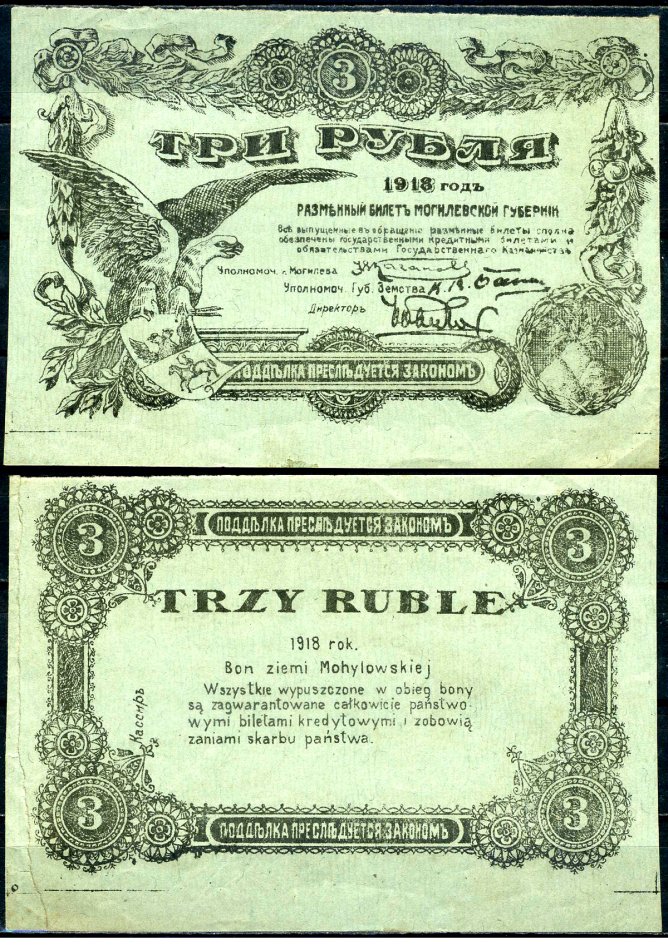 3
ТРИ РУБЛЯ
1918 годъ
РАЗМѢННЫЙ БИЛЕТЪ МОГИЛЕВСКОЙ ГУБЕРНІИ
Всѣ выпущенные въ обращеніе размѣнные билеты сполна
обезпечены государственными кредитными билетами и
обязательствами Государственнаго Казначейства
Уполномоч. г. Могилева
Уполномоч. Губ. Земства
Директоръ
ПОДДѢЛКА ПРЕСЛѢДУЕТСЯ ЗАКОНОМЪ
ПОДДѢЛКА ПРЕСЛѢДУЕТСЯ ЗАКОНОМЪ
3 3
TRZY RUBLE
1918 rok.
Bon ziemi Mohylowskiej
Wszystkie wypuszczone w obieg bony
są zagwarantowane całkowicie państwo-
wymi biletami kredytowymi i zobowią
zaniami skarbu państwa.
Кассиръ
3 3
ПОДДѢЛКА ПРЕСЛѢДУЕТСЯ ЗАКОНОМЪ